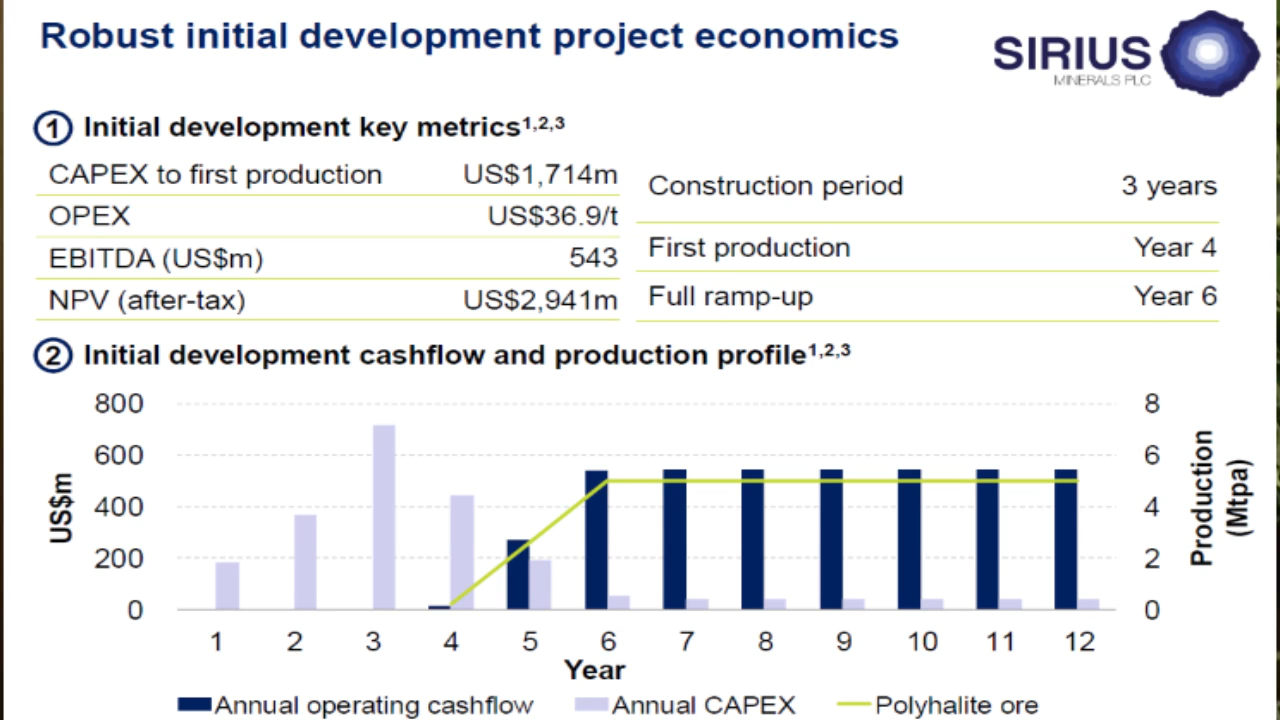 Robust initial development project economics
SIRIUS
MINERALS PLC
1 Initial development key metrics1,2,3
CAPEX to first production US$1,714m
OPEX US$36.9/t
EBITDA (US$m) 543
NPV (after-tax) US$2,941m
Construction period 3 years
First production Year 4
Full ramp-up Year 6
2 Initial development cashflow and production profile1,2,3
800 8
600 6
400 4
200 2
0 0
US$m
Production
(Mtpa)
1 2 3 4 5 6 7 8 9 10 11 12
Year
Annual operating cashflow Annual CAPEX Polyhalite ore